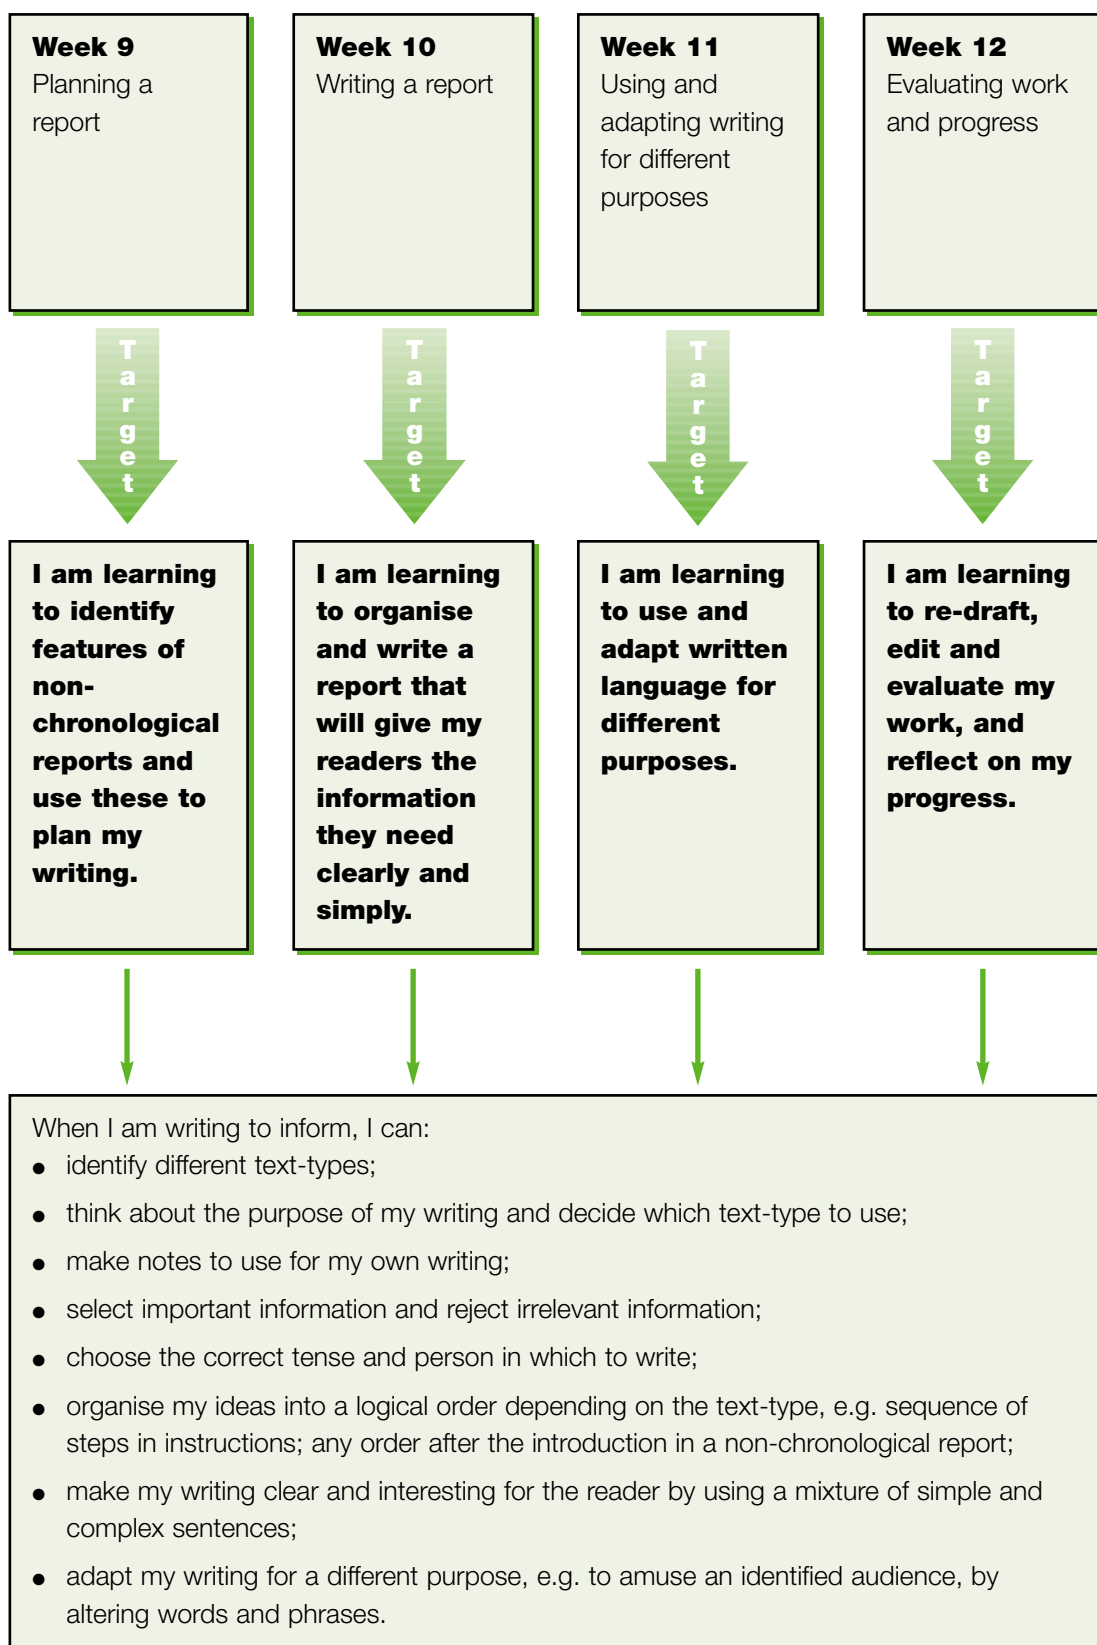 Week 9
Planning a
report
Week 10
Writing a report
Week 11
Using and
adapting writing
for different
purposes
Week 12
Evaluating work
and progress
Target
Target
Target
Target
I am learning
to identify
features of
non-
chronological
reports and
use these to
plan my
writing.
I am learning
to organise
and write a
report that
will give my
readers the
information
they need
clearly and
simply.
I am learning
to use and
adapt written
language for
different
purposes.
I am learning
to re-draft,
edit and
evaluate my
work, and
reflect on my
progress.
When I am writing to inform, I can:
● identify different text-types;
● think about the purpose of my writing and decide which text-type to use;
● make notes to use for my own writing;
● select important information and reject irrelevant information;
● choose the correct tense and person in which to write;
● organise my ideas into a logical order depending on the text-type, e.g. sequence of
steps in instructions; any order after the introduction in a non-chronological report;
● make my writing clear and interesting for the reader by using a mixture of simple and
complex sentences;
● adapt my writing for a different purpose, e.g. to amuse an identified audience, by
altering words and phrases.